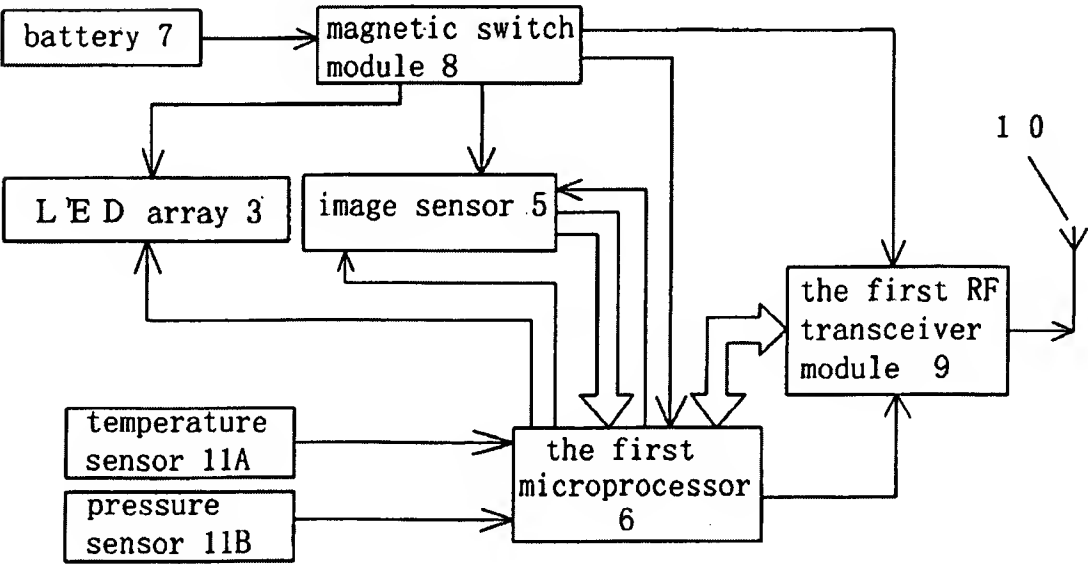 battery 7
magnetic switch
module 8
1 0
LED array 3
image sensor 5
the first RF
transceiver
module 9
temperature
sensor 11A
pressure
sensor 11B
the first
microprocessor
6